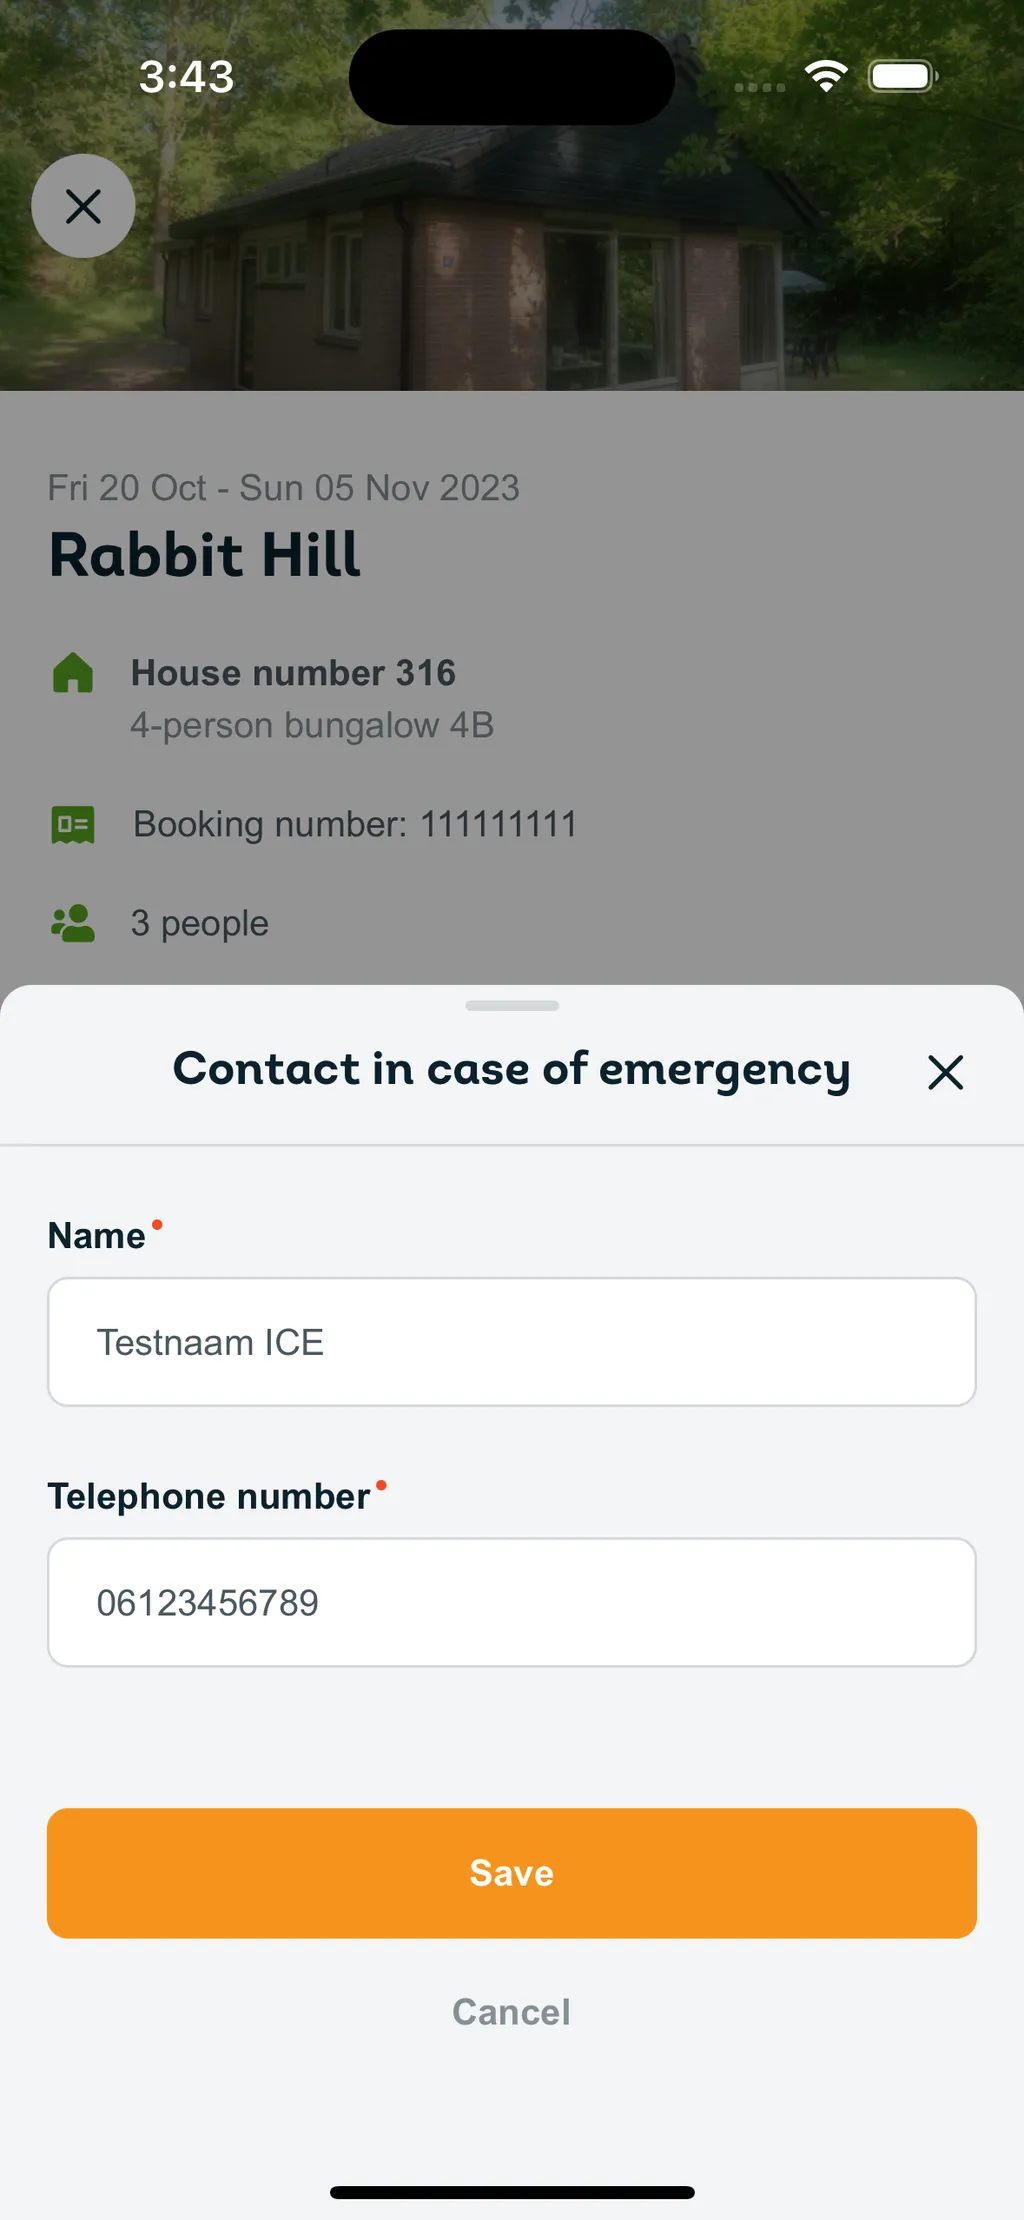 3:43
Fri 20 Oct - Sun 05 Nov 2023
Rabbit Hill
House number 316
4-person bungalow 4B
Booking number: 111111111
3 people
Contact in case of emergency
Name
Testnaam ICE
Telephone number
06123456789
Save
Cancel